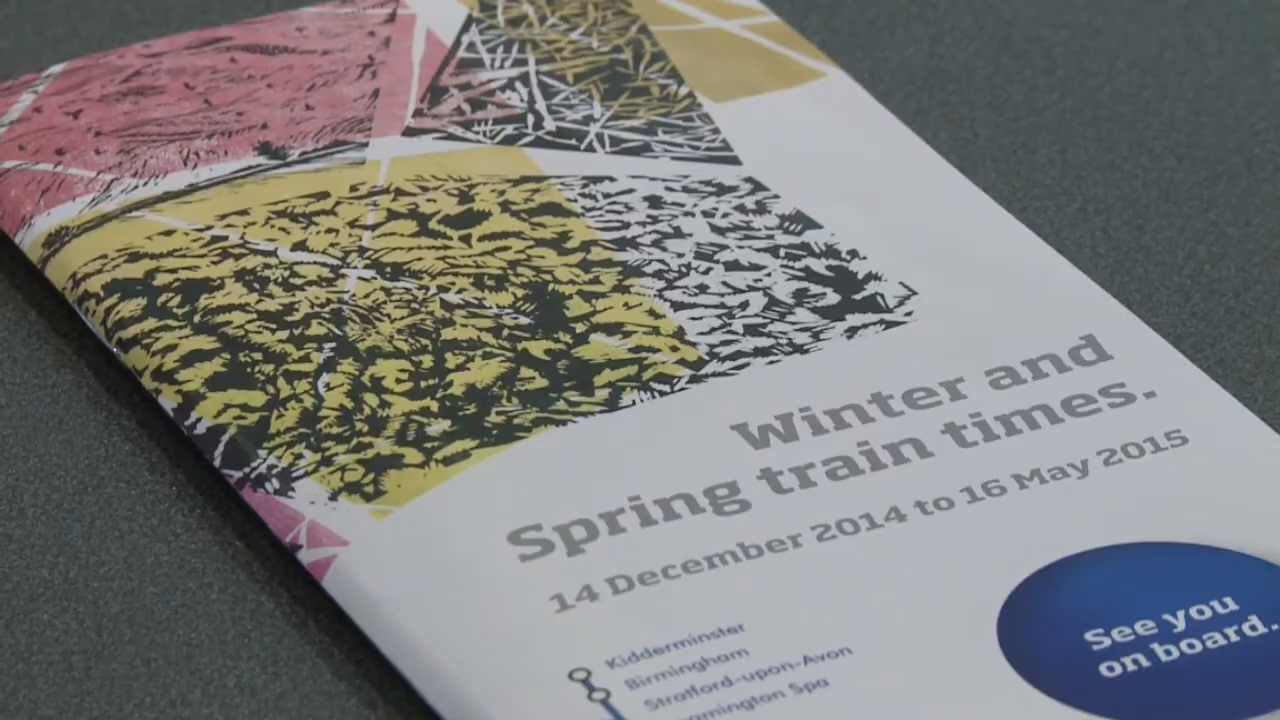 Winter and
Spring train times.
14 December 2014 to 16 May 2015
See you
on board.
Kidderminster
Birmingham
Stratford-upon-Avon
Spa